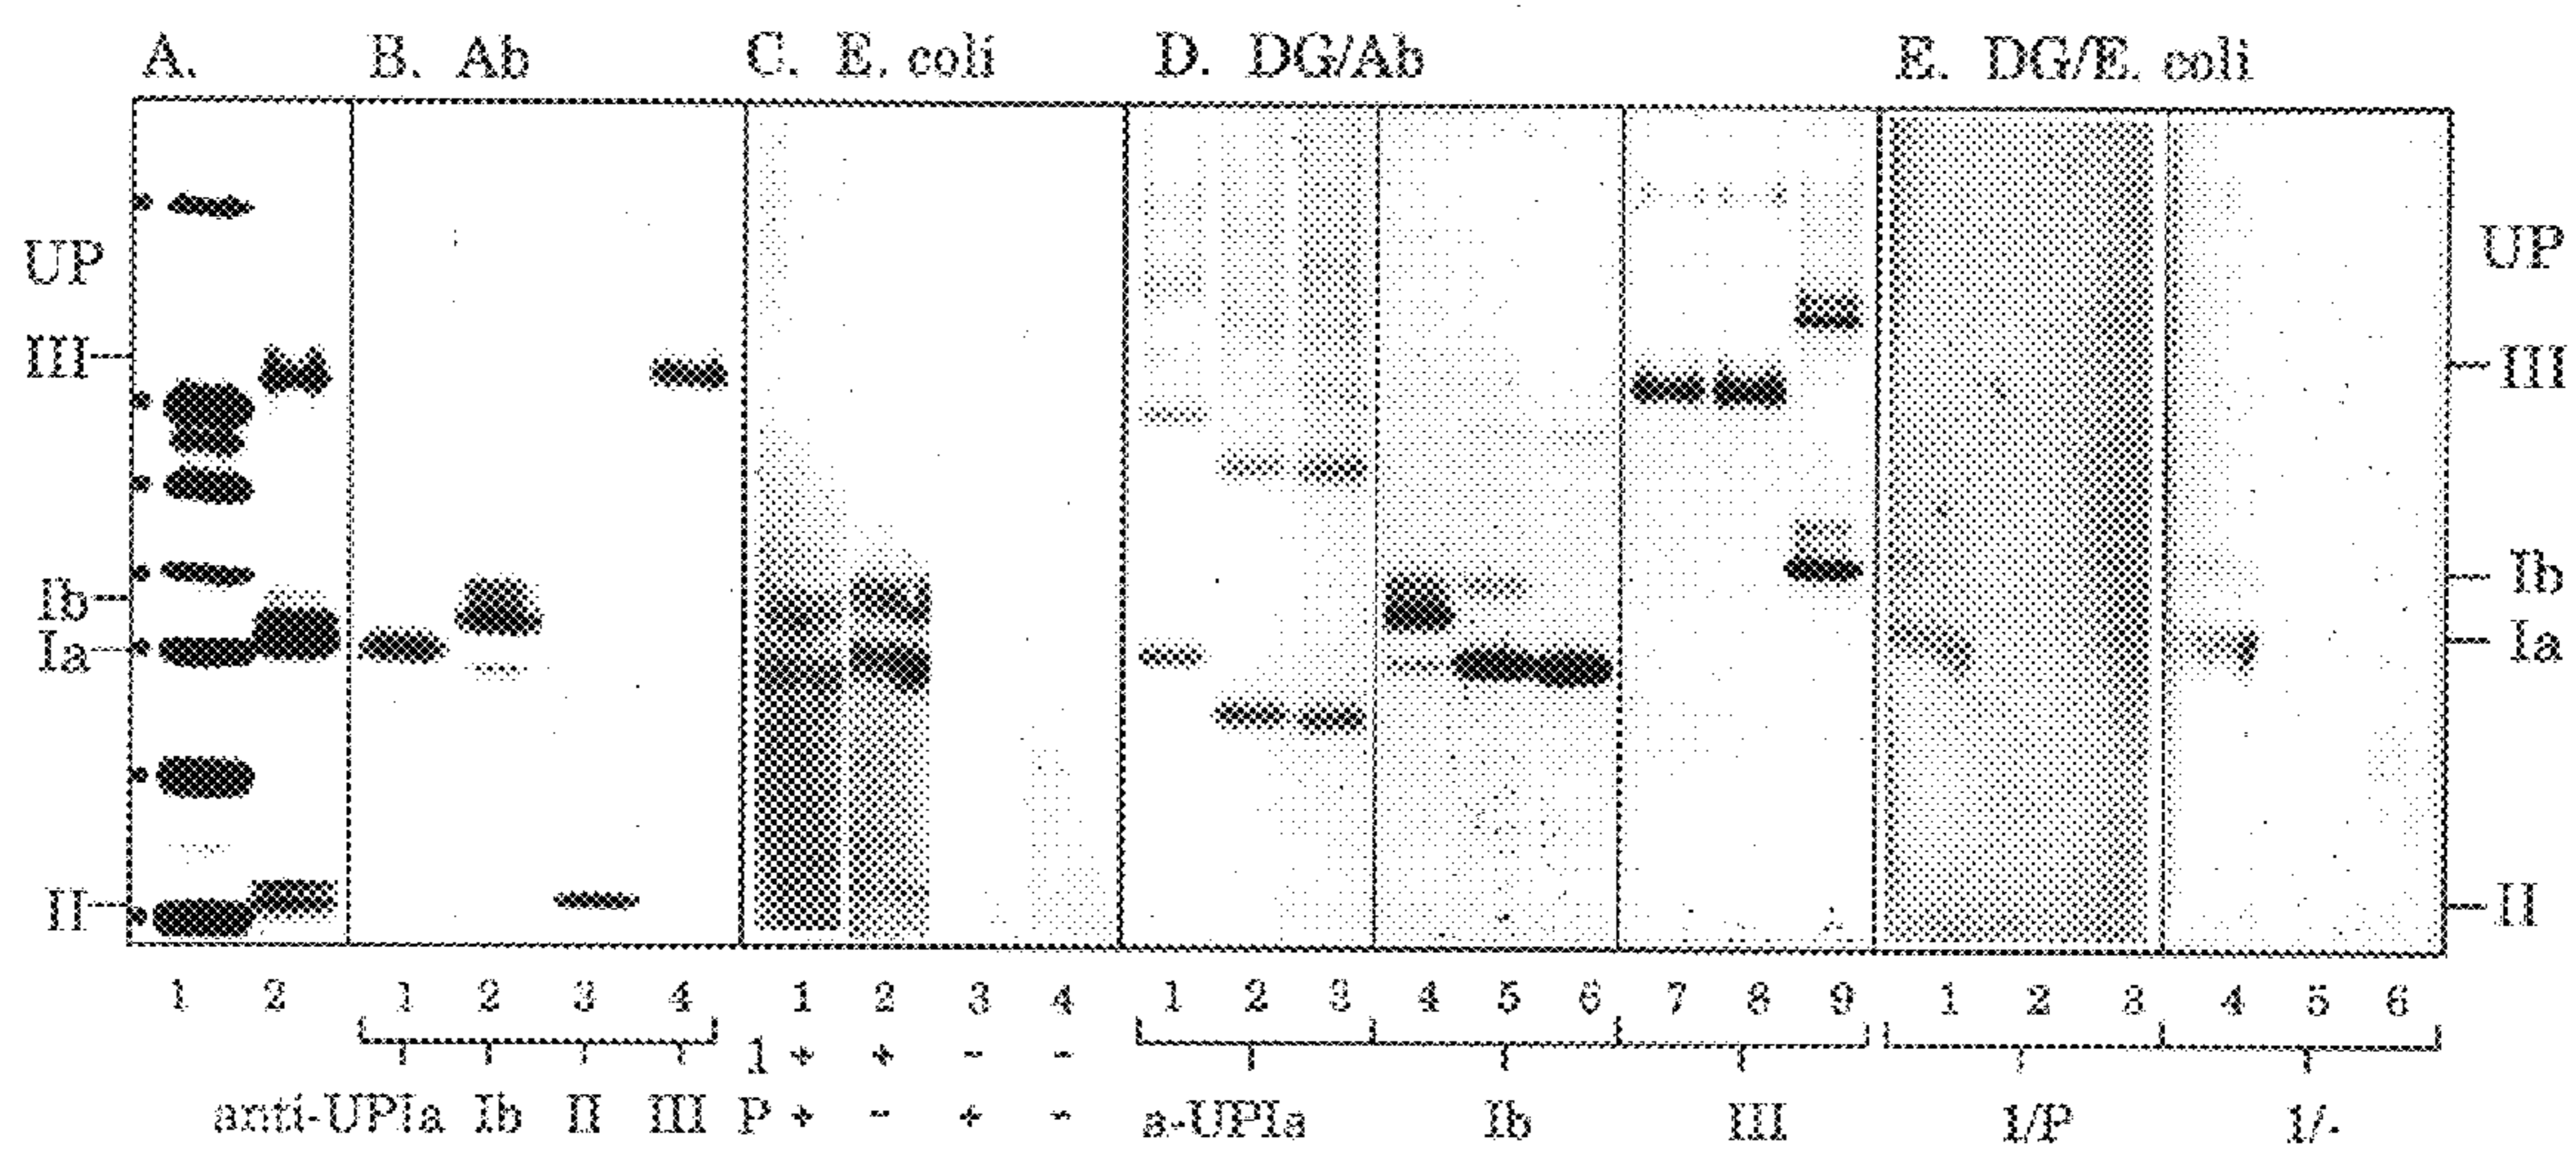 A. B. Ab C. E. coli D. DG/Ab E. DG/E. coli
UP UP
III III
Ib Ib
Ia Ia
II II
1 2 1 2 3 4 1 2 3 4 1 2 3 4 5 6 7 8 9 1 2 3 4 5 6
1 + + - -
anti-UPIa Ib II III P + - + - a-UPIa Ib III 1/P 1/-